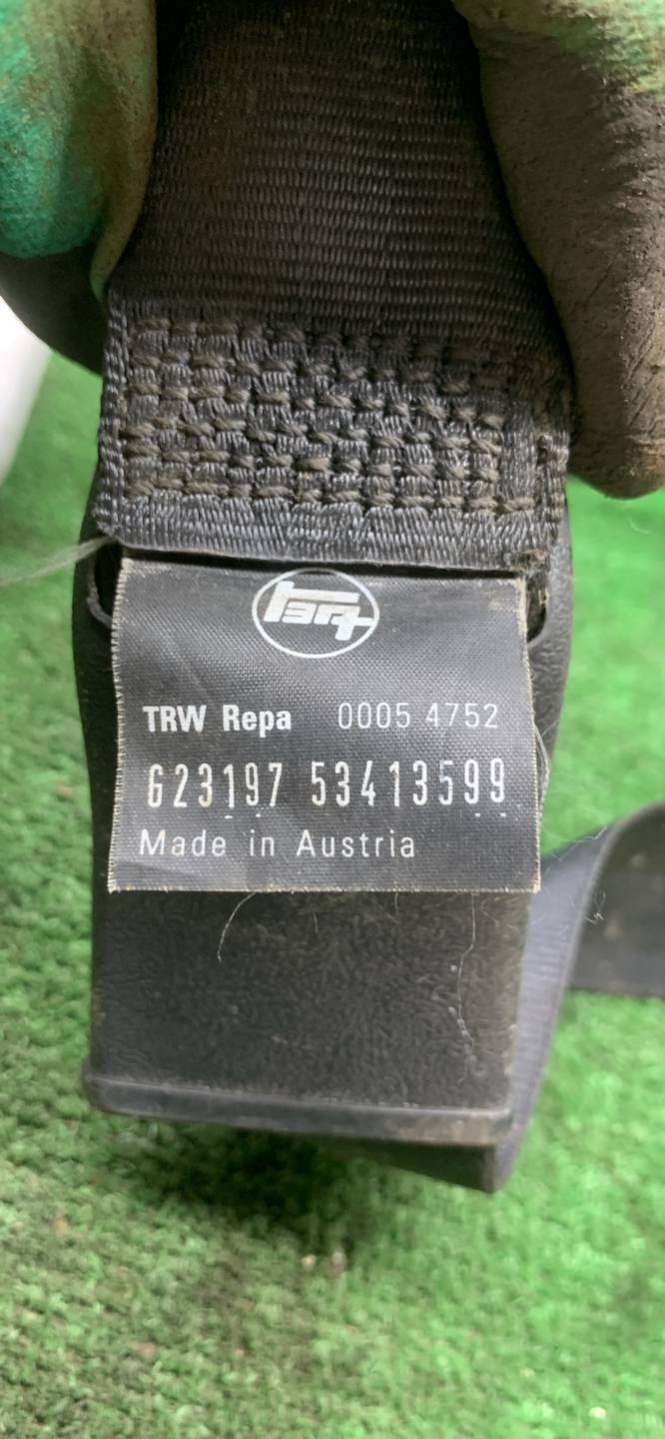 TRW Repa 0005 4752
623197 53413599
Made in Austria